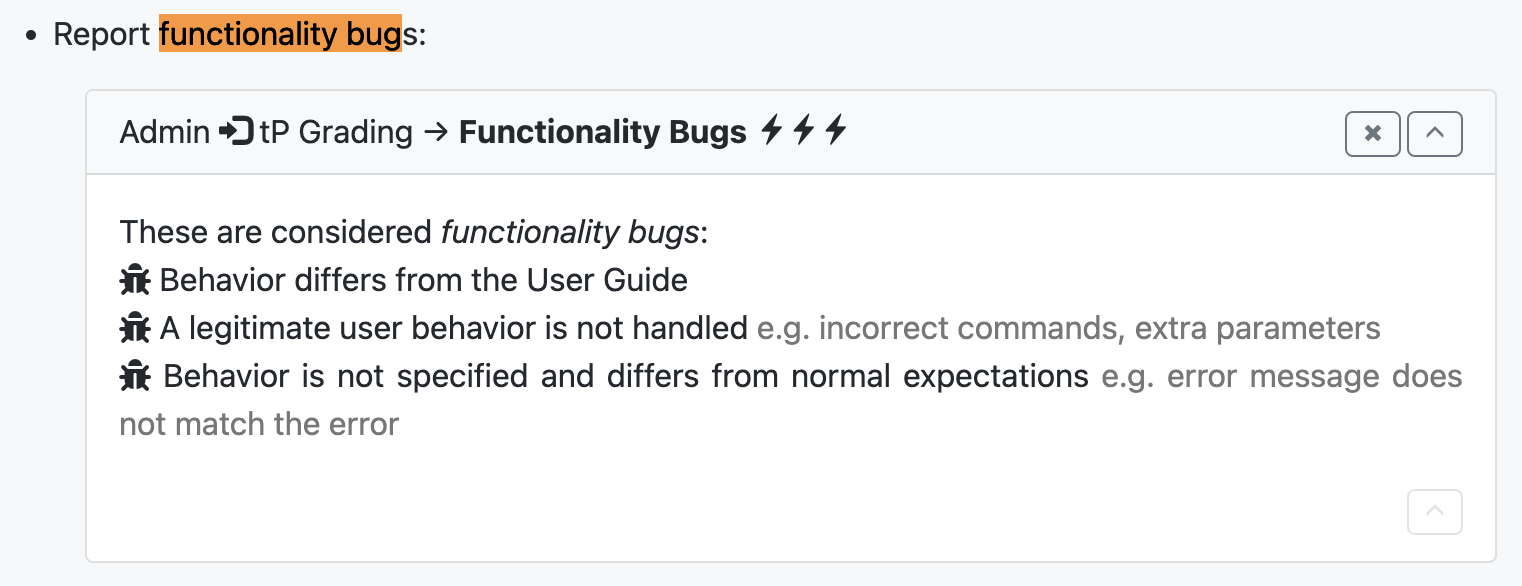 Report functionality bugs:
Admin tP Grading → Functionality Bugs
These are considered functionality bugs:
Behavior differs from the User Guide
A legitimate user behavior is not handled e.g. incorrect commands, extra parameters
Behavior is not specified and differs from normal expectations e.g. error message does
not match the error